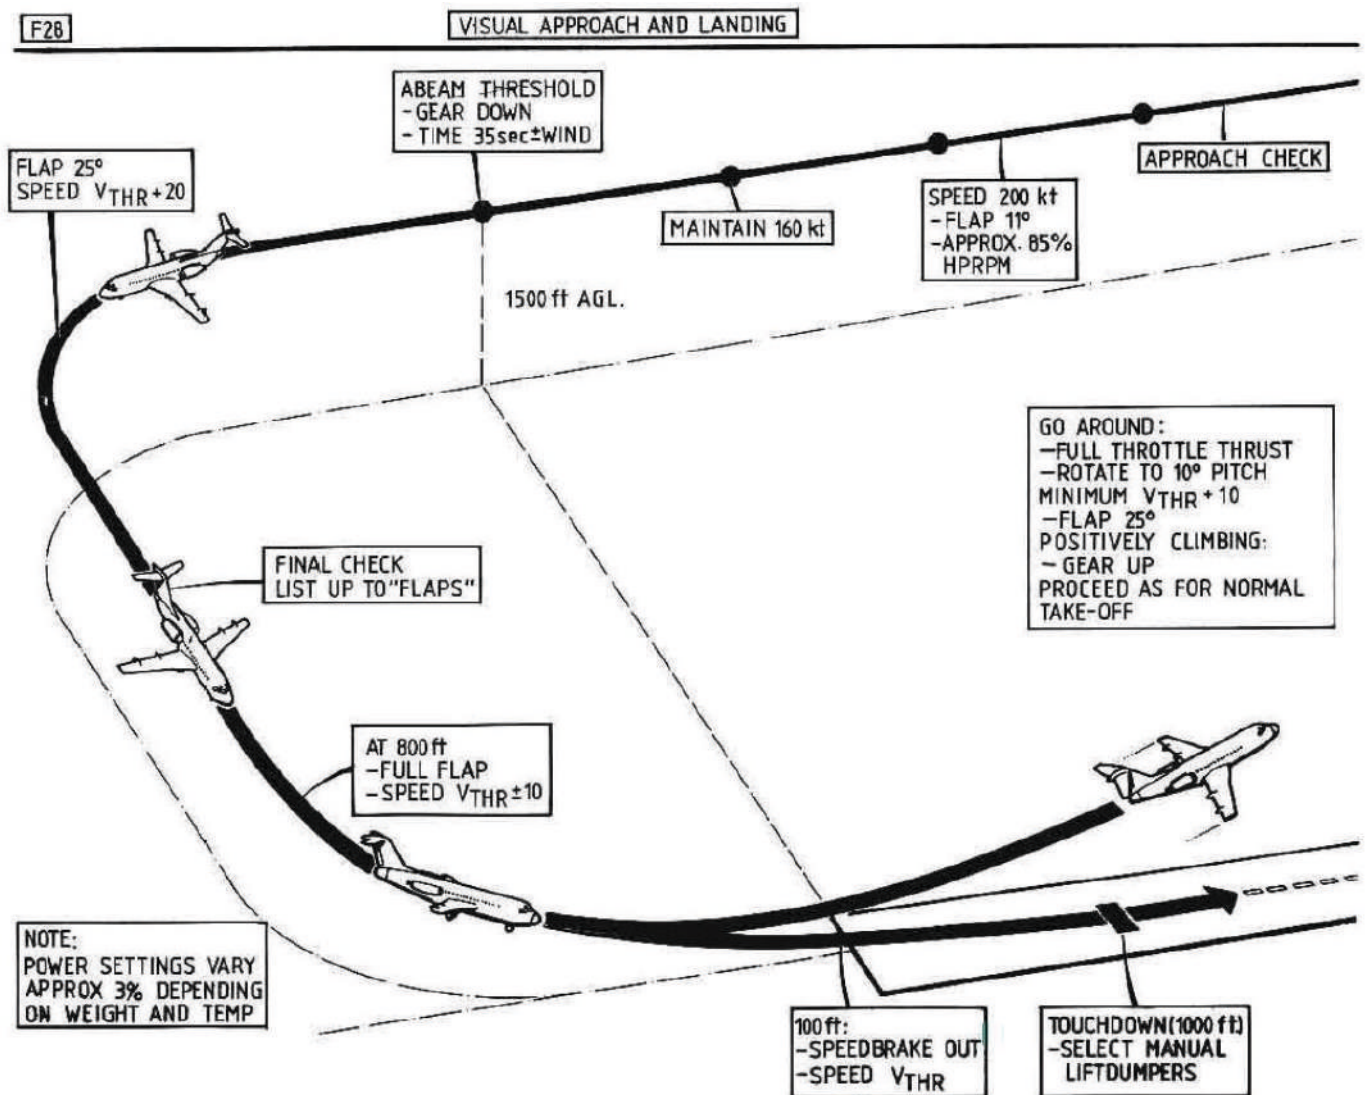 F28
VISUAL APPROACH AND LANDING
ABEAM THRESHOLD
-GEAR DOWN
-TIME 35sec±WIND
FLAP 25°
SPEED VTHR+20
APPROACH CHECK
SPEED 200 kt
-FLAP 11°
-APPROX. 85%
HPRPM
MAINTAIN 160 kt
1500 ft AGL.
GO AROUND:
-FULL THROTTLE THRUST
-ROTATE TO 10° PITCH
MINIMUM VTHR+10
-FLAP 25°
POSITIVELY CLIMBING:
- GEAR UP
PROCEED AS FOR NORMAL
TAKE-OFF
FINAL CHECK
LIST UP TO "FLAPS"
AT 800 ft
-FULL FLAP
-SPEED VTHR±10
NOTE:
POWER SETTINGS VARY
APPROX 3% DEPENDING
ON WEIGHT AND TEMP
100ft:
-SPEEDBRAKE OUT
-SPEED VTHR
TOUCHDOWN(1000 ft)
-SELECT MANUAL
LIFTDUMPERS